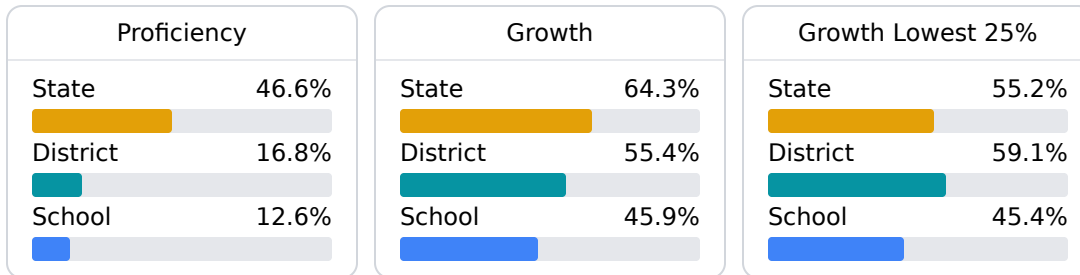 Proficiency
State 46.6%
District 16.8%
School 12.6%
Growth
State 64.3%
District 55.4%
School 45.9%
Growth Lowest 25%
State 55.2%
District 59.1%
School 45.4%